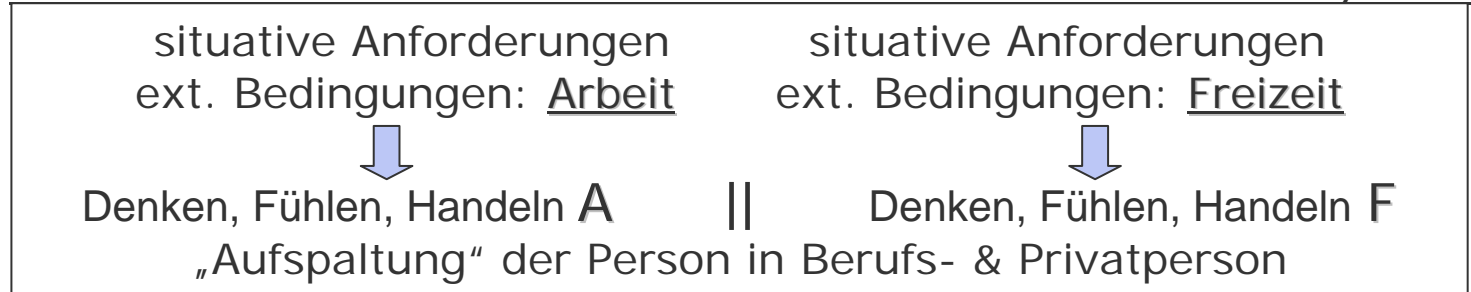 situative Anforderungen situative Anforderungen
ext. Bedingungen: Arbeit ext. Bedingungen: Freizeit
Denken, Fühlen, Handeln A || Denken, Fühlen, Handeln F
„Aufspaltung“ der Person in Berufs- & Privatperson